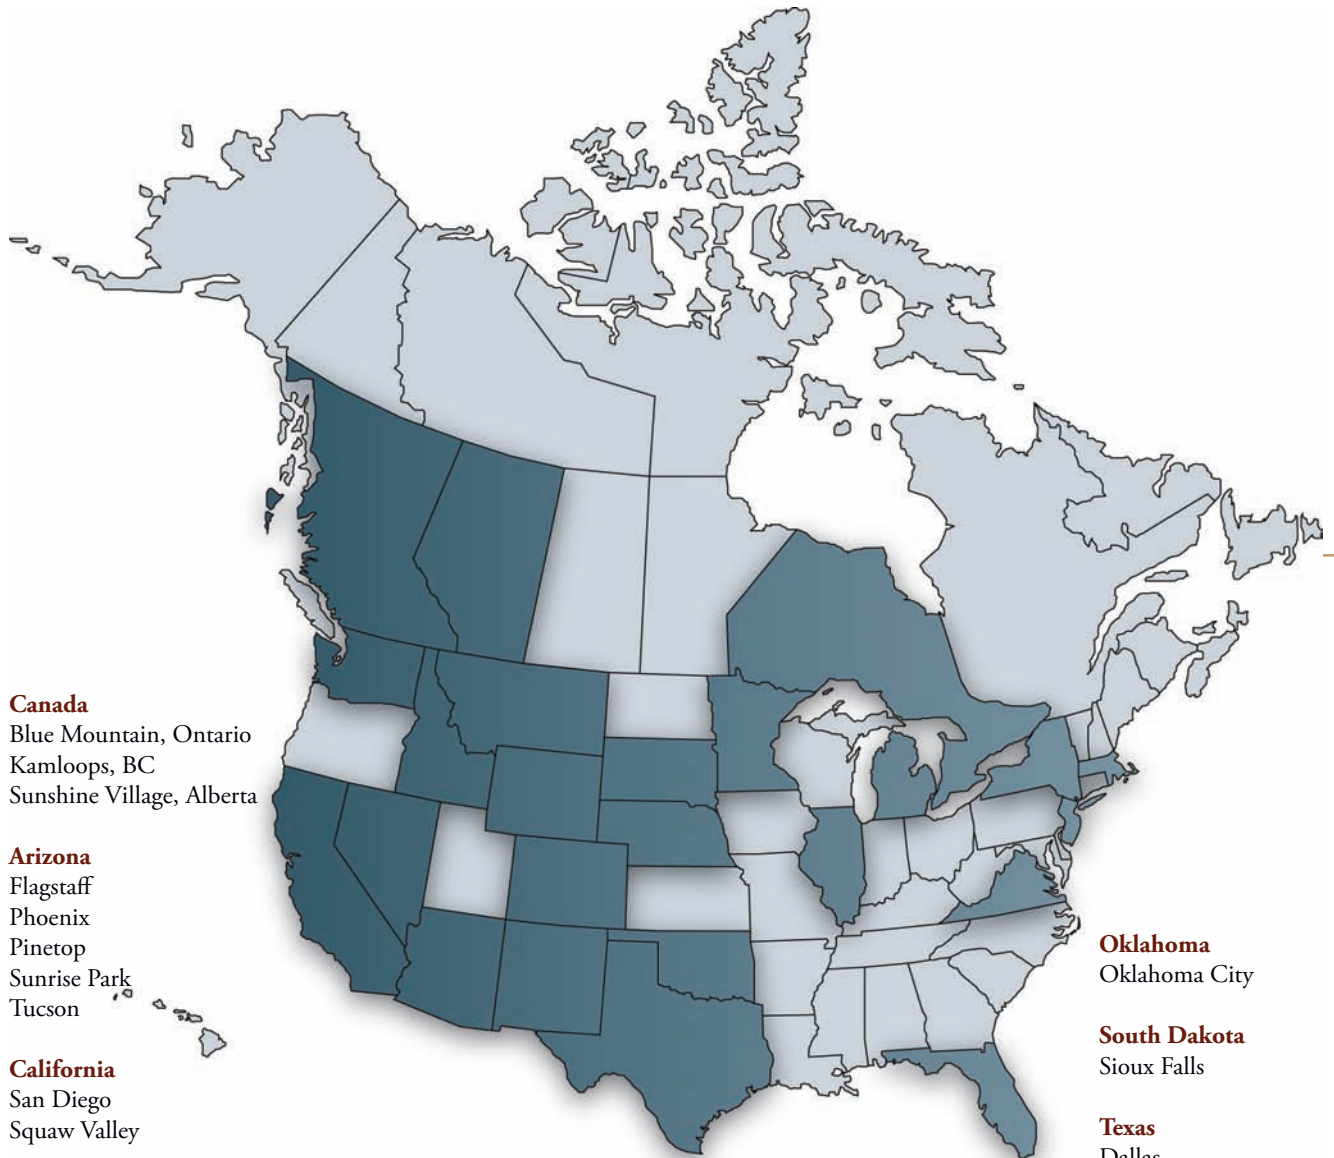 Canada
Blue Mountain, Ontario
Kamloops, BC
Sunshine Village, Alberta
Arizona
Flagstaff
Phoenix
Pinetop
Sunrise Park
Tucson
California
San Diego
Squaw Valley
Oklahoma
Oklahoma City
South Dakota
Sioux Falls
Texas
Dallas